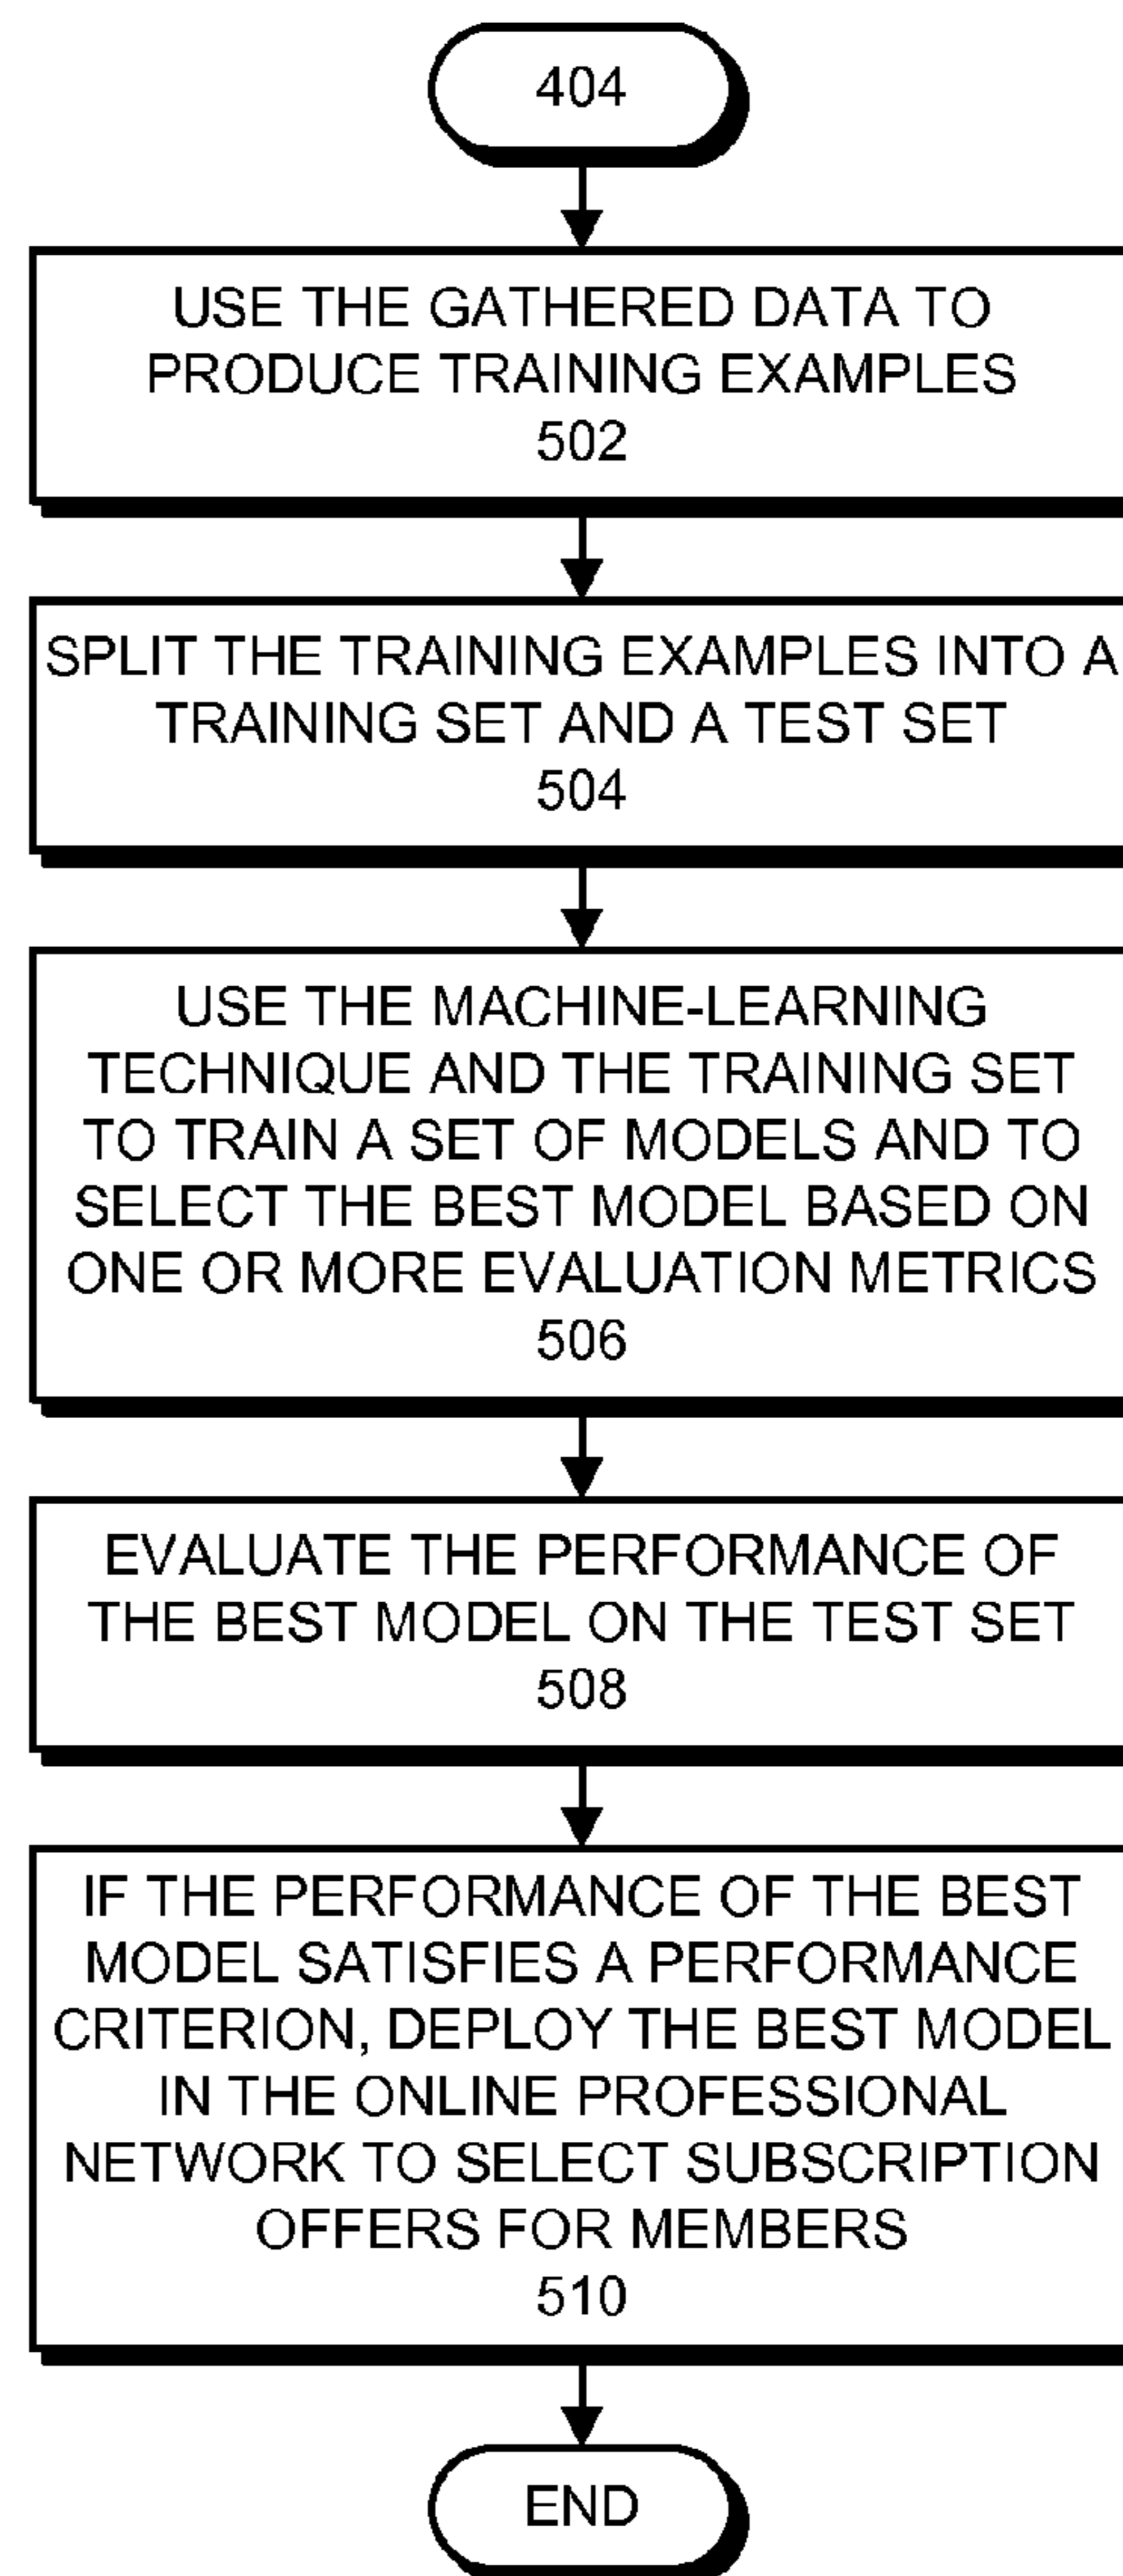 404
USE THE GATHERED DATA TO
PRODUCE TRAINING EXAMPLES
502
SPLIT THE TRAINING EXAMPLES INTO A
TRAINING SET AND A TEST SET
504
USE THE MACHINE-LEARNING
TECHNIQUE AND THE TRAINING SET
TO TRAIN A SET OF MODELS AND TO
SELECT THE BEST MODEL BASED ON
ONE OR MORE EVALUATION METRICS
506
EVALUATE THE PERFORMANCE OF
THE BEST MODEL ON THE TEST SET
508
IF THE PERFORMANCE OF THE BEST
MODEL SATISFIES A PERFORMANCE
CRITERION, DEPLOY THE BEST MODEL
IN THE ONLINE PROFESSIONAL
NETWORK TO SELECT SUBSCRIPTION
OFFERS FOR MEMBERS
510
END